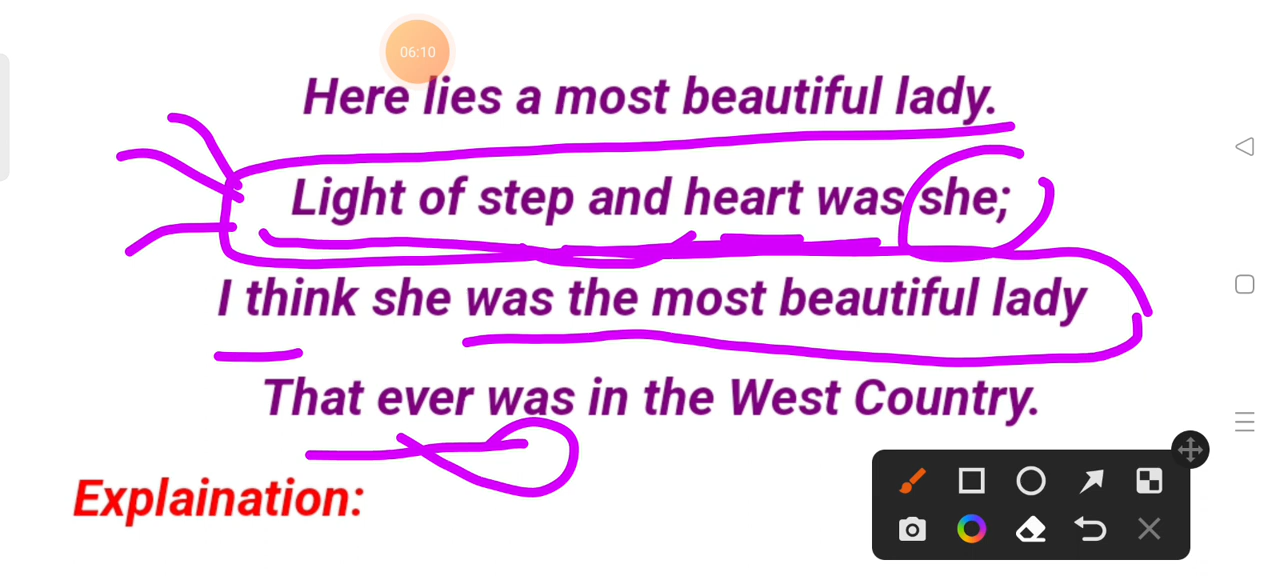 06:10
Here lies a most beautiful lady.
Light of step and heart was she;
I think she was the most beautiful lady
That ever was in the West Country.
Explaination: